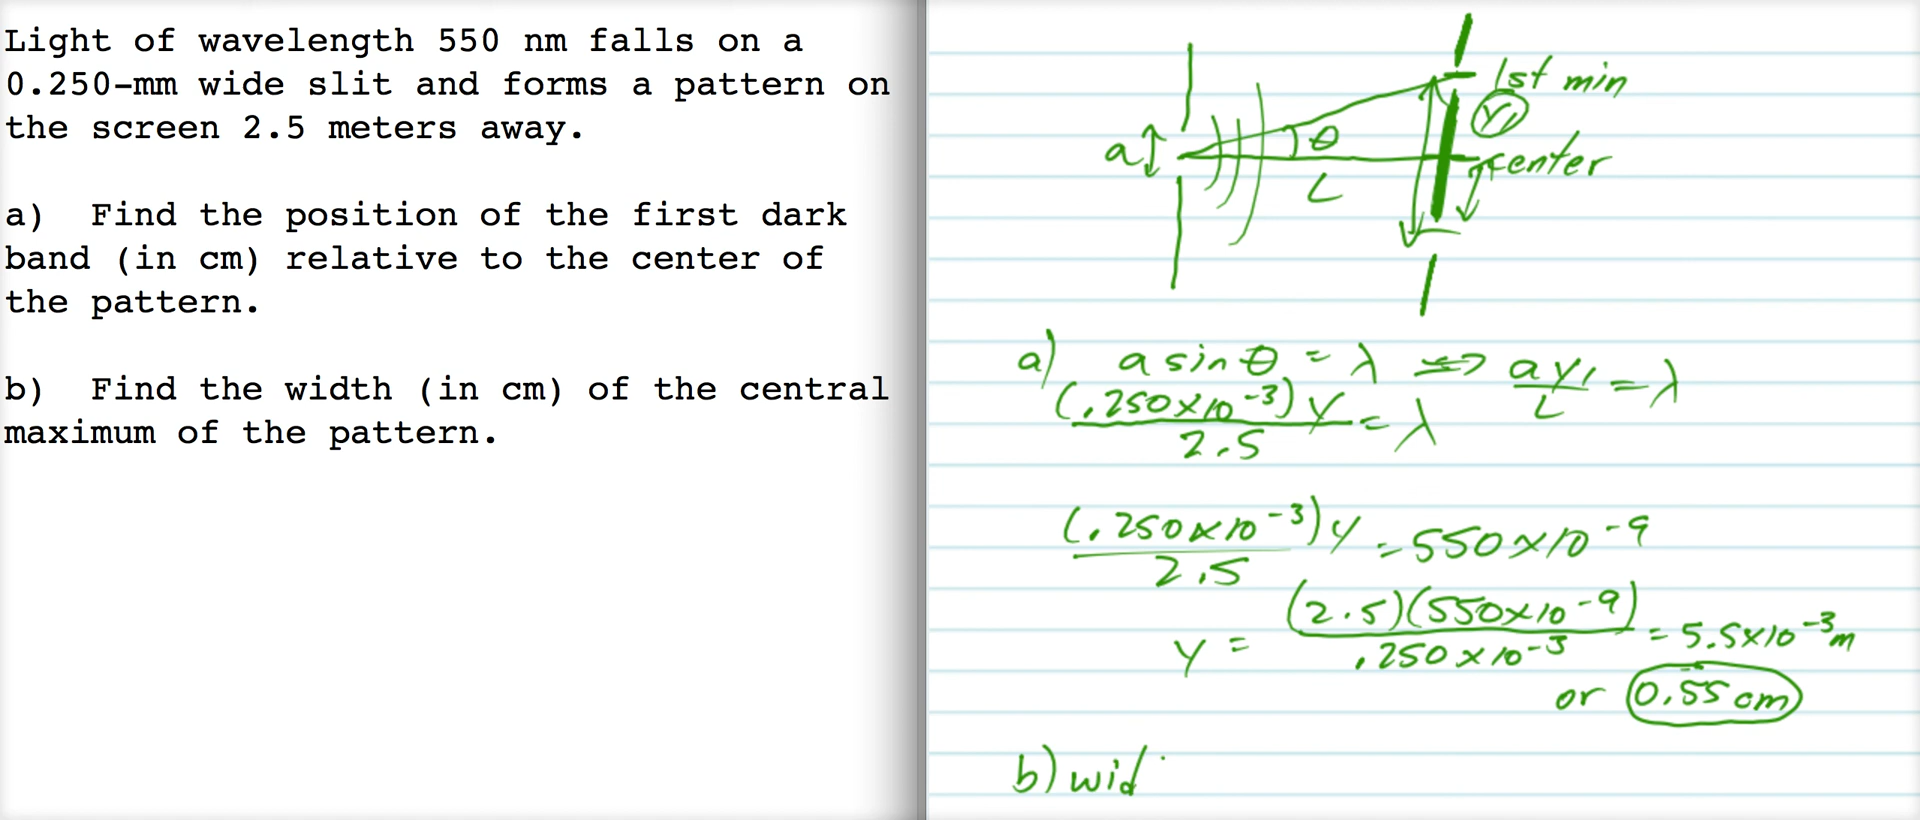 Light of wavelength 550 nm falls on a
0.250-mm wide slit and forms a pattern on
the screen 2.5 meters away.
a) Find the position of the first dark
band (in cm) relative to the center of
the pattern.
b) Find the width (in cm) of the central
maximum of the pattern.
1st min
Y₁
a
θ
center
L
a) a sin θ = λ ⟹ a y₁ / L = λ
(.250×10⁻³) y / 2.5 = λ
(.250×10⁻³) y / 2.5 = 550×10⁻⁹
y = (2.5)(550×10⁻⁹) / .250×10⁻³ = 5.5×10⁻³ m
or 0.55 cm
b) wid